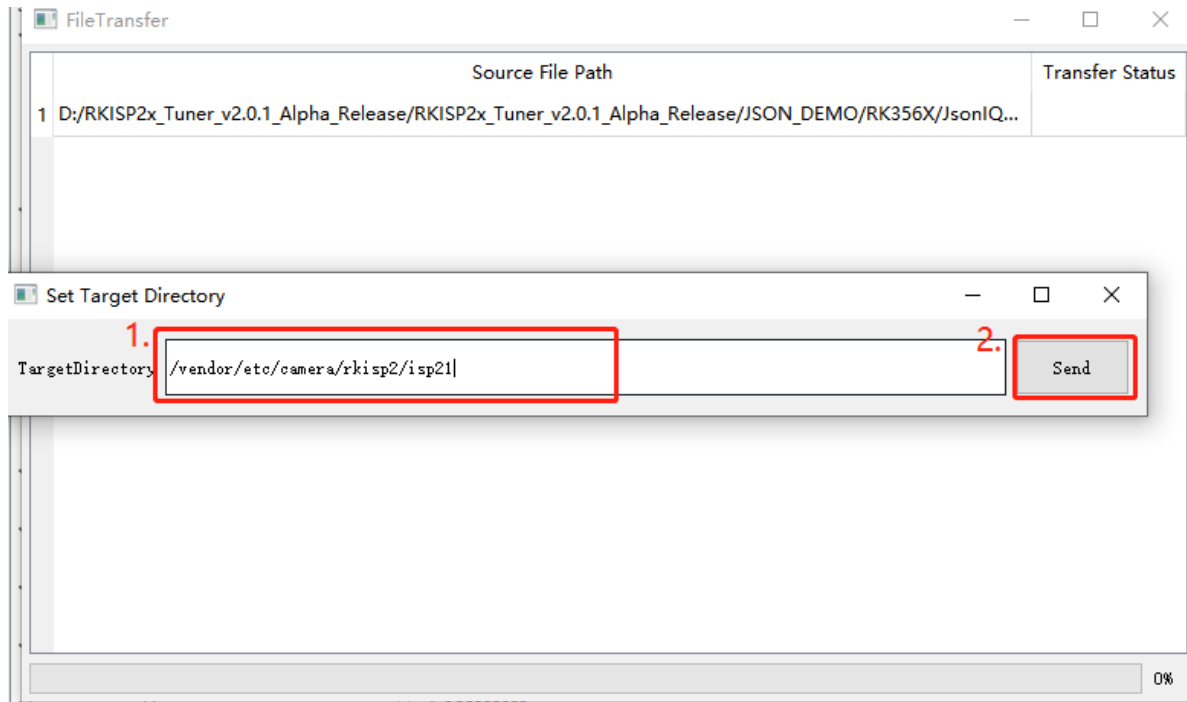 FileTransfer
Source File Path Transfer Status
1 D:/RKISP2x_Tuner_v2.0.1_Alpha_Release/RKISP2x_Tuner_v2.0.1_Alpha_Release/JSON_DEMO/RK356X/JsonIQ...
Set Target Directory
1. 2.
TargetDirectory /vendor/etc/camera/rkisp2/isp21 Send
0%